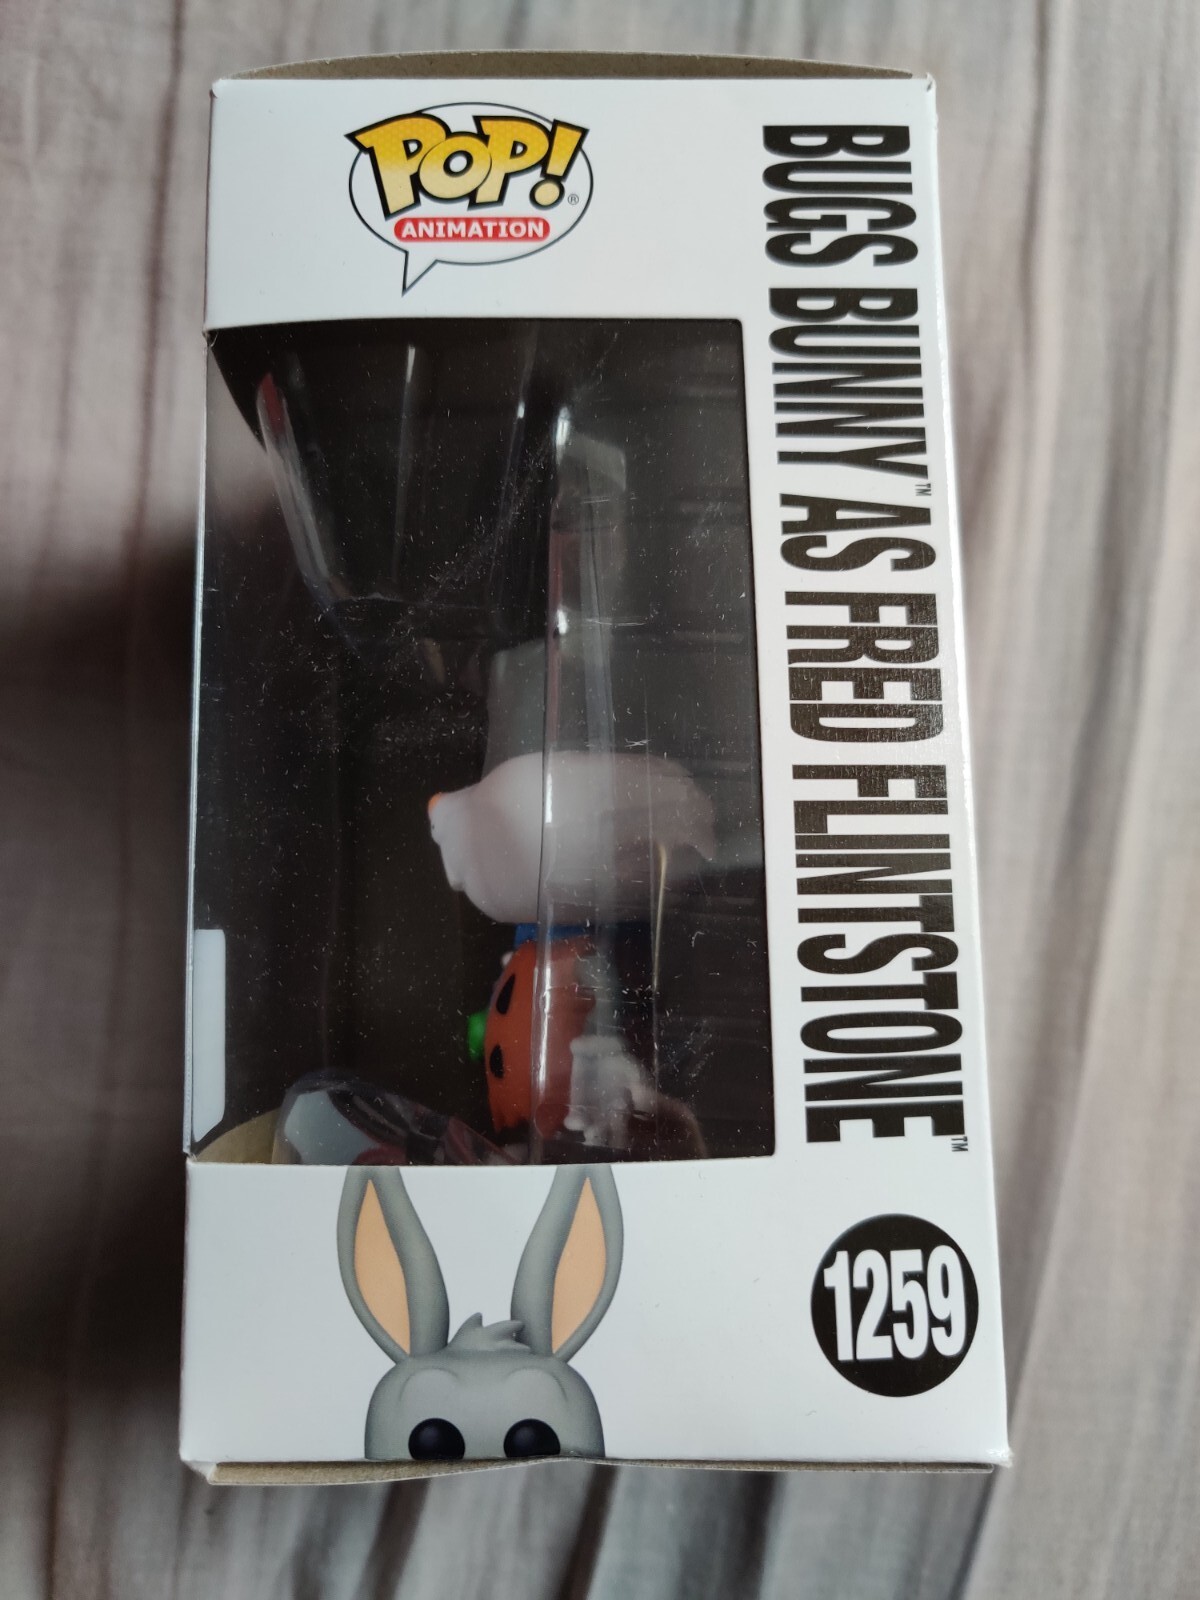 POP!®
ANIMATION
BUGS BUNNY™ AS FRED FLINTSTONE™
1259